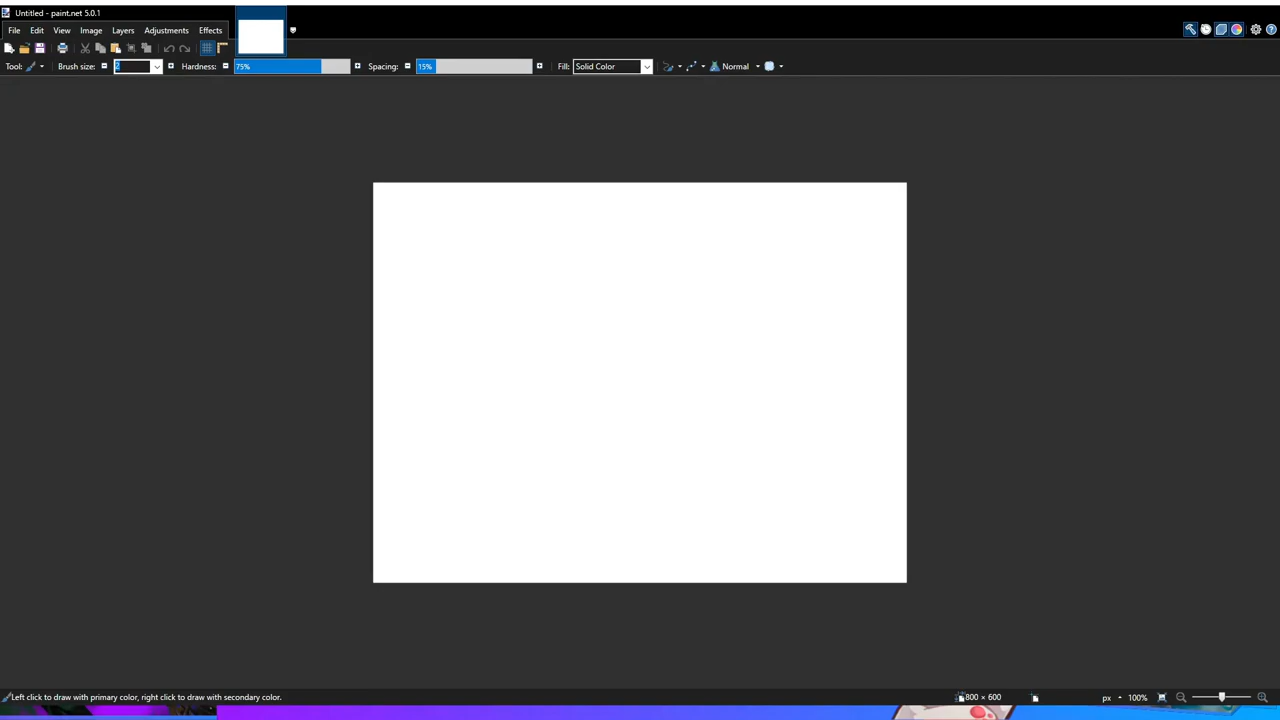 Untitled - paint.net 5.0.1
File Edit View Image Layers Adjustments Effects
Tool: Brush size: 2 Hardness: 75% Spacing: 15% Fill: Solid Color Normal
Left click to draw with primary color, right click to draw with secondary color. 800 × 600 px 100%